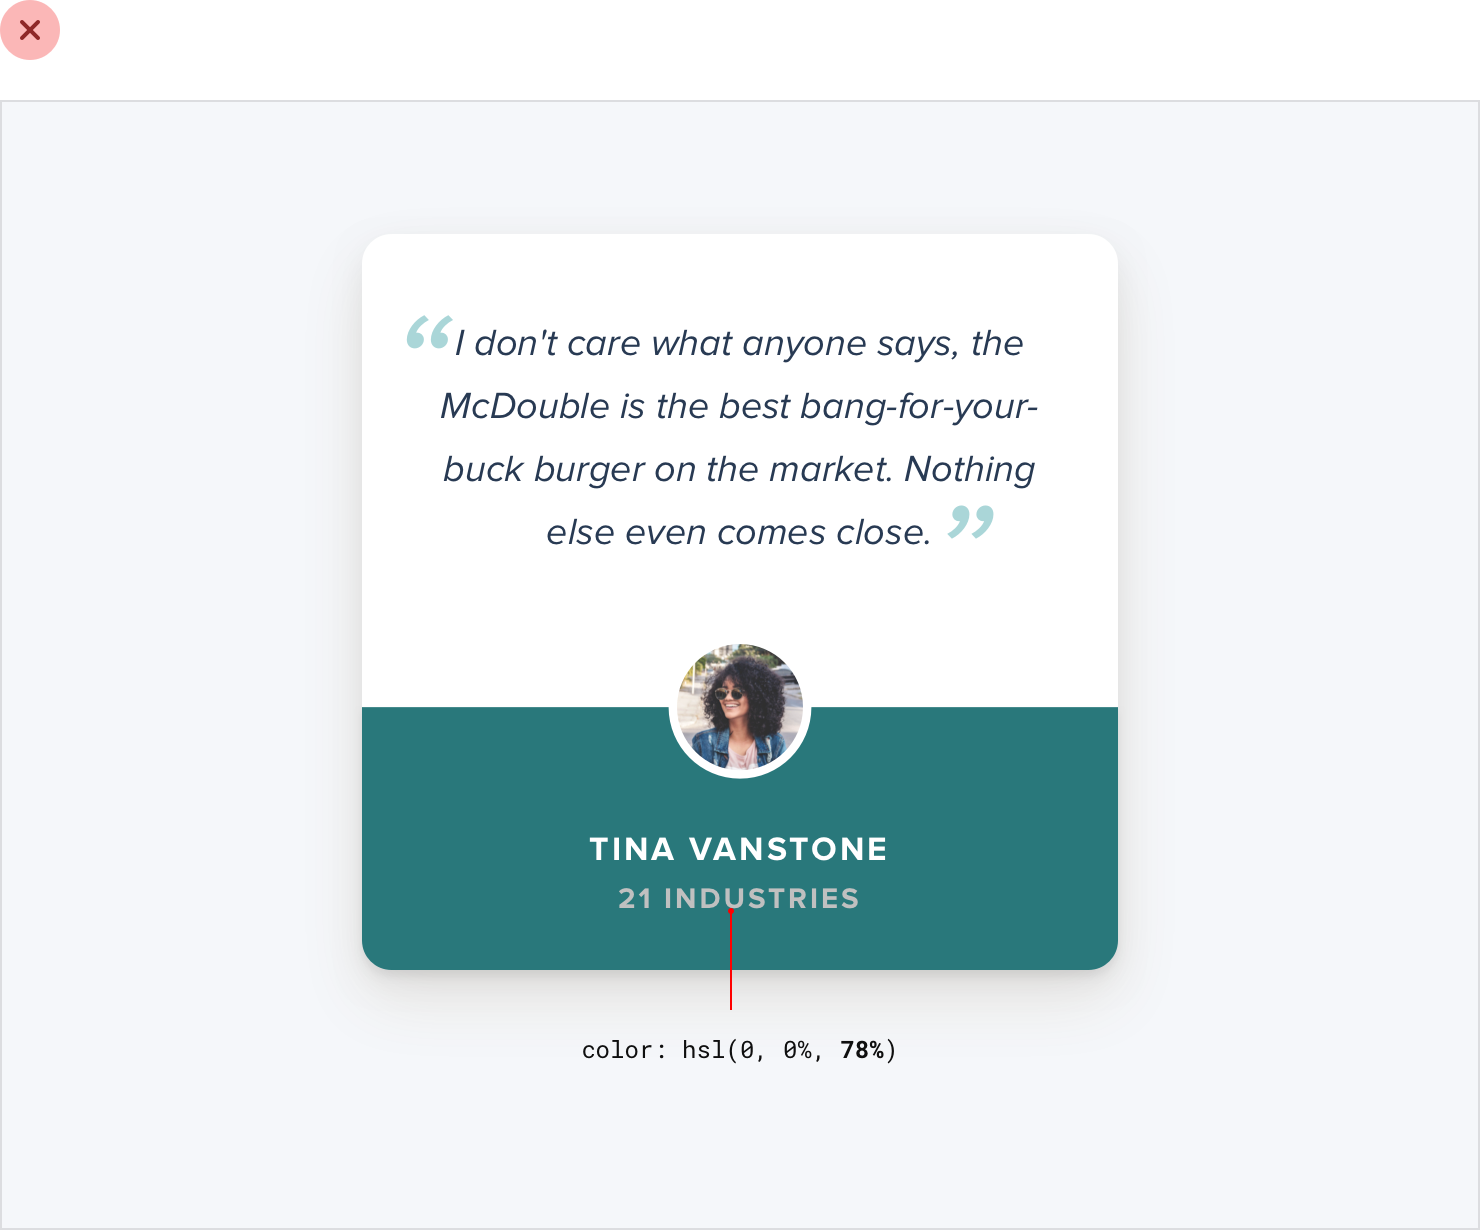 “I don't care what anyone says, the
McDouble is the best bang-for-your-
buck burger on the market. Nothing
else even comes close. ”
TINA VANSTONE
21 INDUSTRIES
color: hsl(0, 0%, 78%)